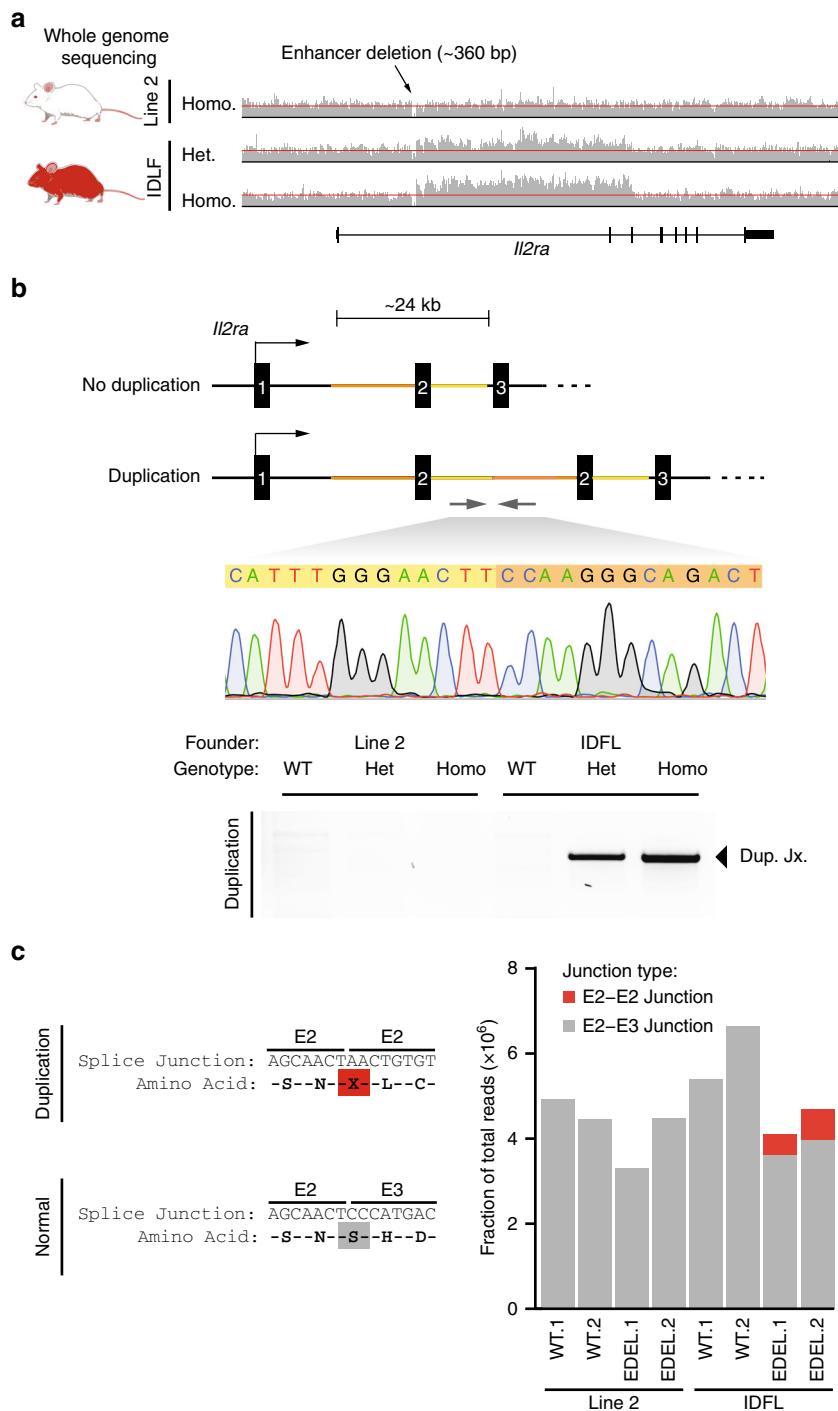 a
Whole genome
sequencing
Enhancer deletion (~360 bp)
Line 2
Homo.
IDLF
Het.
Homo.
Il2ra
b
~24 kb
Il2ra
No duplication
1
2
3
Duplication
1
2
2
3
C A T T T G G G A A C T T C C A A G G G C A G A C T
Founder: Line 2 IDFL
Genotype: WT Het Homo WT Het Homo
Duplication
Dup. Jx.
c
Duplication
E2 E2
Splice Junction: AGCAACTAACTGTGT
Amino Acid: -S--N--X--L--C-
Normal
E2 E3
Splice Junction: AGCAACTCCCATGAC
Amino Acid: -S--N--S--H--D-
Junction type:
E2–E2 Junction
E2–E3 Junction
Fraction of total reads (×10⁶)
8
6
4
2
0
WT.1 WT.2 EDEL.1 EDEL.2 WT.1 WT.2 EDEL.1 EDEL.2
Line 2 IDFL